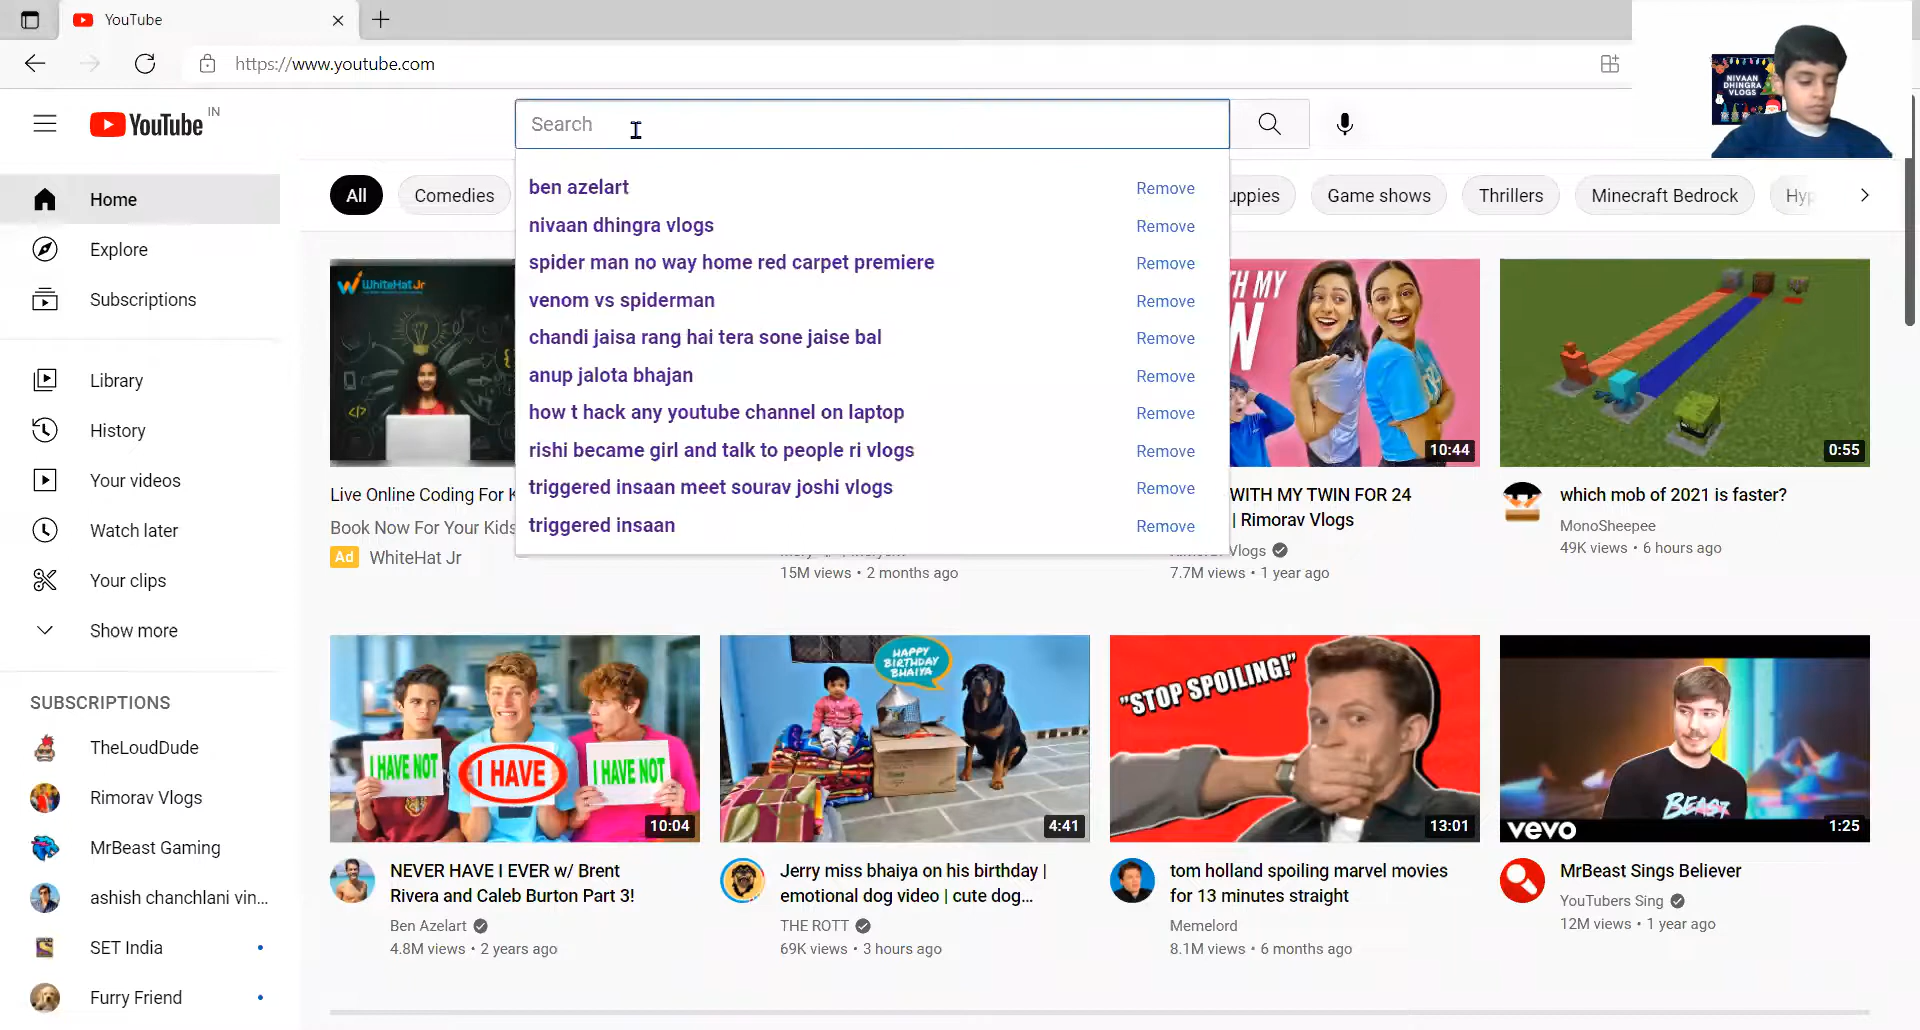 YouTube
https://www.youtube.com
NIVAAN
DHINGRA
VLOGS
YouTube IN
Search
Home
Explore
Subscriptions
Library
History
Your videos
Watch later
Your clips
Show more
SUBSCRIPTIONS
TheLoudDude
Rimorav Vlogs
MrBeast Gaming
ashish chanchlani vin...
SET India
Furry Friend
All
Comedies
uppies
Game shows
Thrillers
Minecraft Bedrock
Hyp
ben azelart Remove
nivaan dhingra vlogs Remove
spider man no way home red carpet premiere Remove
venom vs spiderman Remove
chandi jaisa rang hai tera sone jaise bal Remove
anup jalota bhajan Remove
how t hack any youtube channel on laptop Remove
rishi became girl and talk to people ri vlogs Remove
triggered insaan meet sourav joshi vlogs Remove
triggered insaan Remove
WhiteHat Jr
Live Online Coding For K
Book Now For Your Kids
Ad WhiteHat Jr
15M views • 2 months ago
TH MY
N
10:44
WITH MY TWIN FOR 24
| Rimorav Vlogs
Vlogs
7.7M views • 1 year ago
0:55
which mob of 2021 is faster?
MonoSheepee
49K views • 6 hours ago
I HAVE NOT
I HAVE
I HAVE NOT
10:04
NEVER HAVE I EVER w/ Brent
Rivera and Caleb Burton Part 3!
Ben Azelart
4.8M views • 2 years ago
HAPPY
BIRTHDAY
BHAIYA
4:41
Jerry miss bhaiya on his birthday |
emotional dog video | cute dog...
THE ROTT
69K views • 3 hours ago
"STOP SPOILING!"
13:01
tom holland spoiling marvel movies
for 13 minutes straight
Memelord
8.1M views • 6 months ago
BEAST
vevo
1:25
MrBeast Sings Believer
YouTubers Sing
12M views • 1 year ago